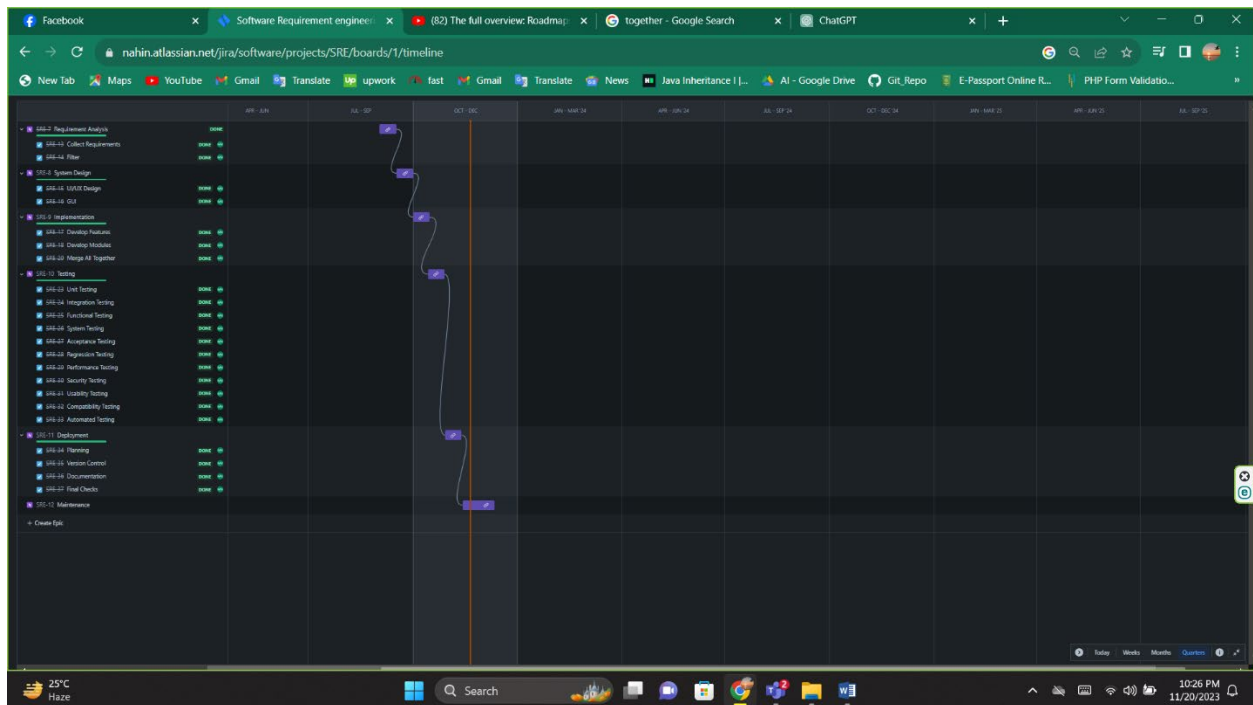 Facebook
Software Requirement engineer
(82) The full overview: Roadmap
together - Google Search
ChatGPT
nahin.atlassian.net/jira/software/projects/SRE/boards/1/timeline
New Tab Maps YouTube Gmail Translate upwork fast Gmail Translate News Java Inheritance I |... AI - Google Drive Git_Repo E-Passport Online R... PHP Form Validatio... »
APR - JUN JUL - SEP OCT - DEC JAN - MAR '24 APR - JUN '24 JUL - SEP '24 OCT - DEC '24 JAN - MAR '25 APR - JUN '25 JUL - SEP '25
SRE-7 Requirement Analysis DONE
SRE-13 Collect Requirements DONE
SRE-14 Filter DONE
SRE-8 System Design
SRE-15 UI/UX Design DONE
SRE-16 GUI DONE
SRE-9 Implementation
SRE-17 Develop Features DONE
SRE-18 Develop Modules DONE
SRE-20 Merge All Together DONE
SRE-10 Testing
SRE-23 Unit Testing DONE
SRE-24 Integration Testing DONE
SRE-25 Functional Testing DONE
SRE-26 System Testing DONE
SRE-27 Acceptance Testing DONE
SRE-28 Regression Testing DONE
SRE-29 Performance Testing DONE
SRE-30 Security Testing DONE
SRE-31 Usability Testing DONE
SRE-32 Compatibility Testing DONE
SRE-33 Automated Testing DONE
SRE-11 Deployment
SRE-34 Planning DONE
SRE-35 Version Control DONE
SRE-36 Documentation DONE
SRE-37 Final Checks DONE
SRE-12 Maintenance
+ Create Epic
Today Weeks Months Quarters
25°C
Haze
Search
10:26 PM
11/20/2023